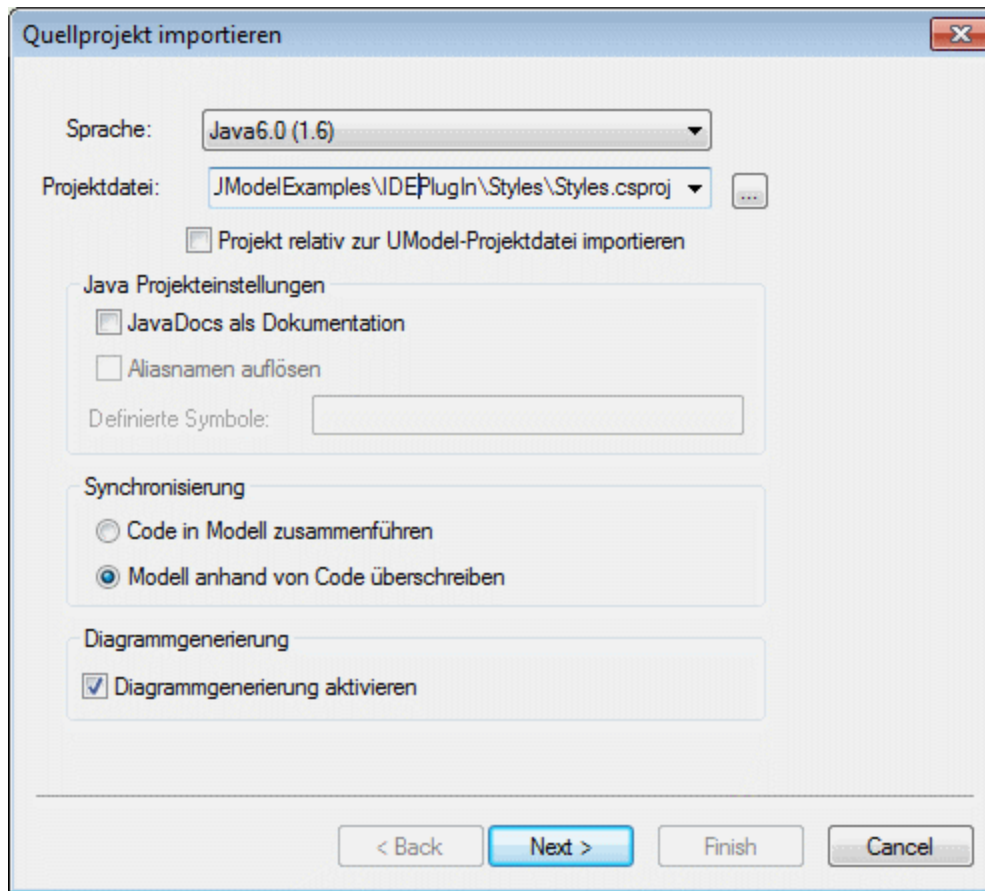 Quellprojekt importieren
Sprache: Java6.0 (1.6)
Projektdatei: JModelExamples\IDEPlugIn\Styles\Styles.csproj ...
Projekt relativ zur UModel-Projektdatei importieren
Java Projekteinstellungen
JavaDocs als Dokumentation
Aliasnamen auflösen
Definierte Symbole:
Synchronisierung
Code in Modell zusammenführen
Modell anhand von Code überschreiben
Diagrammgenerierung
Diagrammgenerierung aktivieren
< Back Next > Finish Cancel